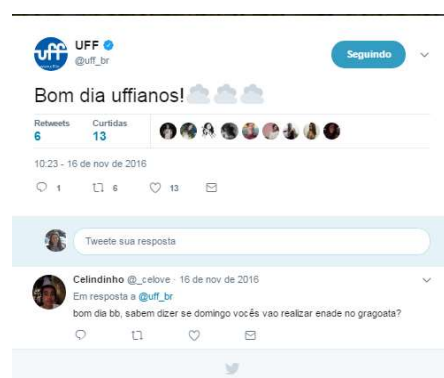 uff
UFF
@uff_br
Seguindo
Bom dia uffianos!
Retweets
Curtidas
6
13
10:23 - 16 de nov de 2016
1
6
13
Tweete sua resposta
Celindinho @_celove · 16 de nov de 2016
Em resposta a @uff_br
bom dia bb, sabem dizer se domingo vocês vao realizar enade no gragoata?